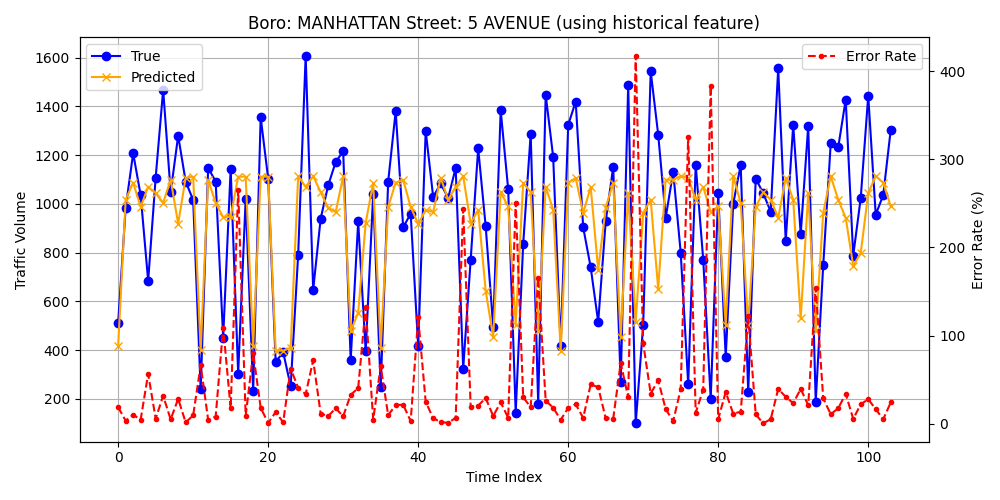 Boro: MANHATTAN Street: 5 AVENUE (using historical feature)
True
Predicted
Error Rate
1600
1400
1200
1000
800
600
400
200
Traffic Volume
400
300
200
100
0
Error Rate (%)
0 20 40 60 80 100
Time Index